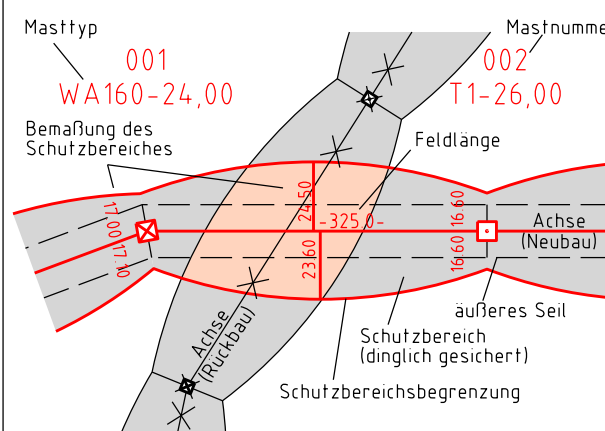 Masttyp
Mastnumme
001
WA160-24,00
002
T1-26,00
Bemaßung des
Schutzbereiches
Feldlänge
24.50
-325.0-
23.60
17.00
17.10
16.60
16.60
Achse
(Neubau)
Achse
(Rückbau)
äußeres Seil
Schutzbereich
(dinglich gesichert)
Schutzbereichsbegrenzung